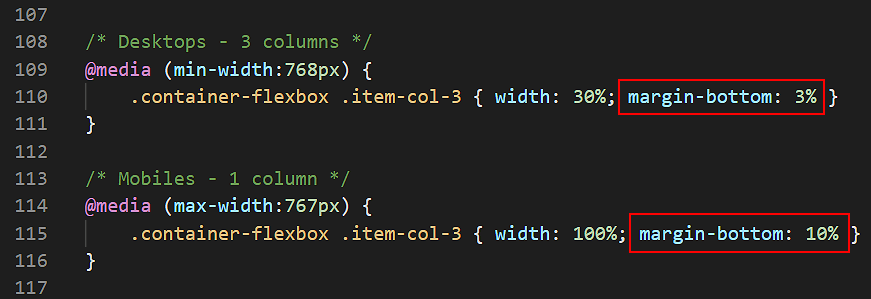 107
108 /* Desktops - 3 columns */
109 @media (min-width:768px) {
110 .container-flexbox .item-col-3 { width: 30%; margin-bottom: 3% }
111 }
112
113 /* Mobiles - 1 column */
114 @media (max-width:767px) {
115 .container-flexbox .item-col-3 { width: 100%; margin-bottom: 10% }
116 }
117